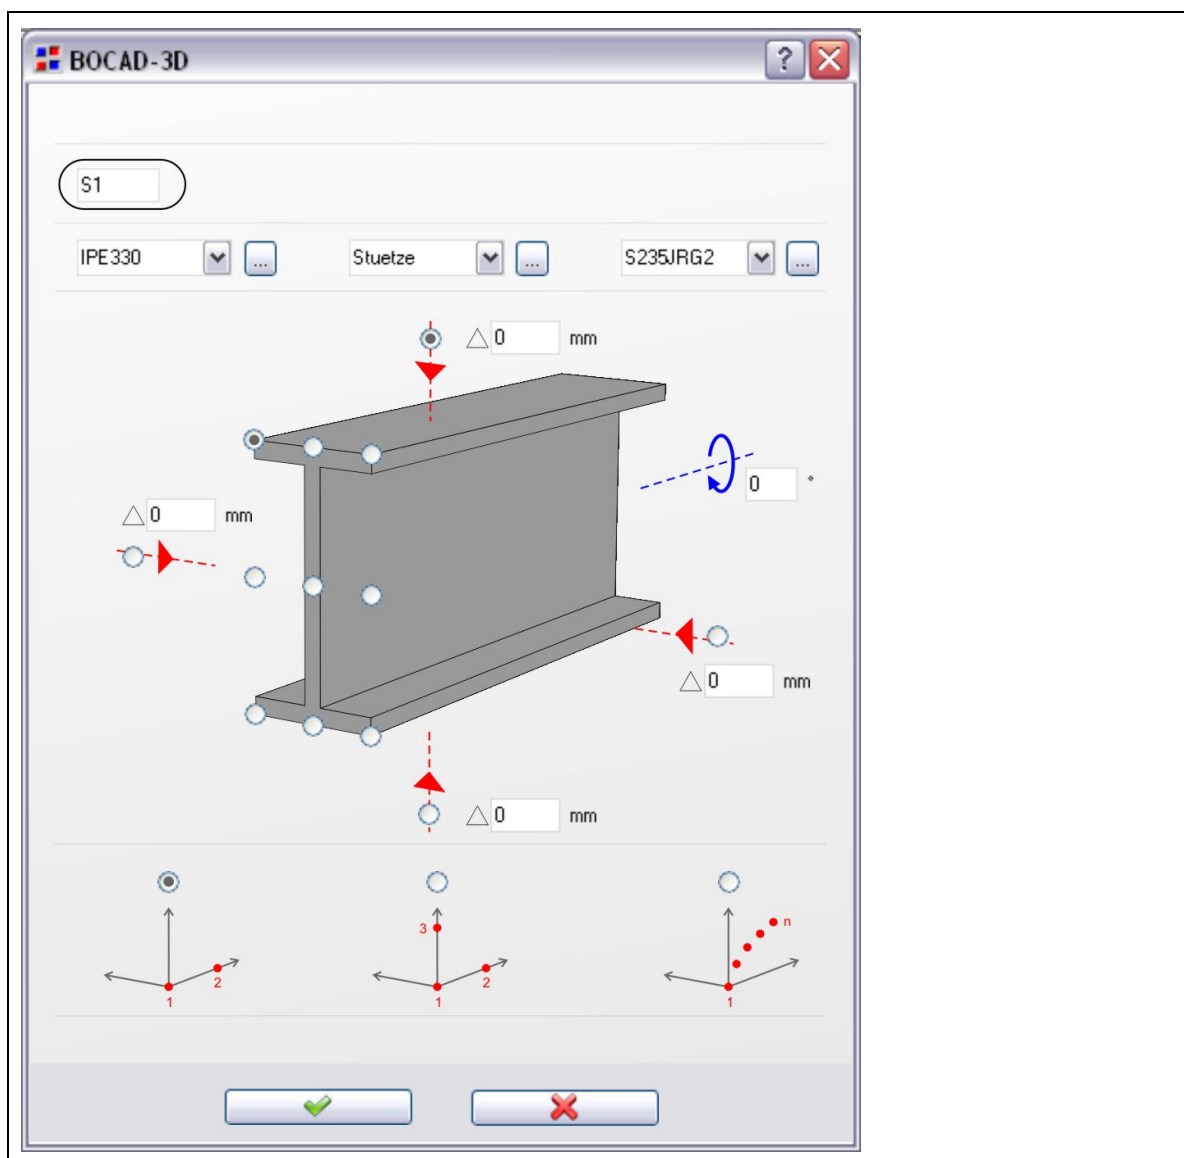 BOCAD-3D ?
S1
IPE330 ... Stuetze ... S235JRG2 ...
0 mm
0 °
0 mm
0 mm
0 mm
3 n
2 2
1 1 1